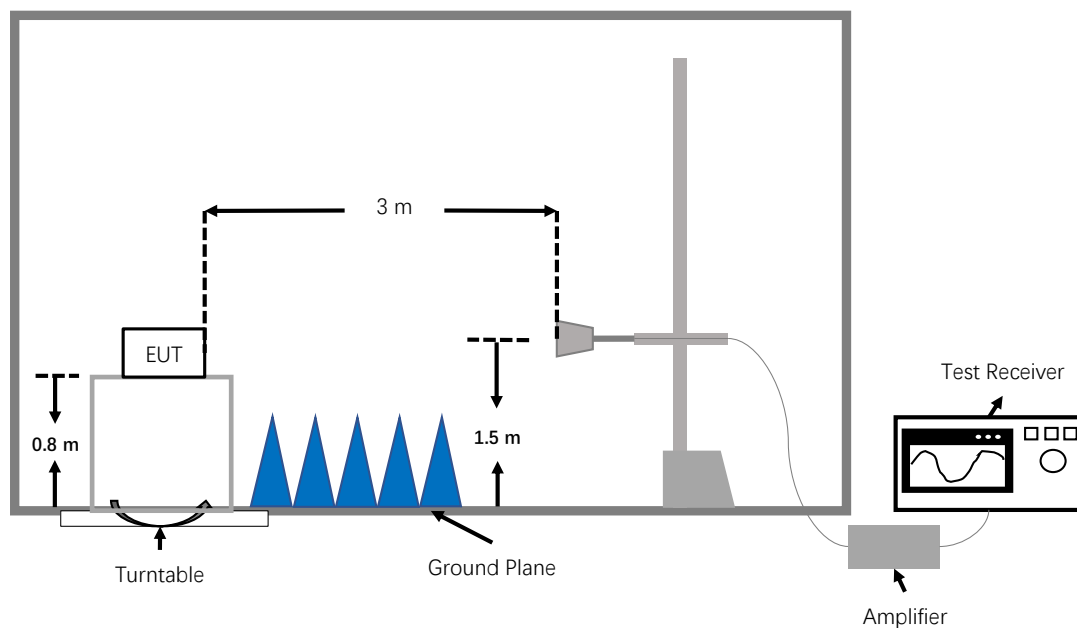 3 m
EUT
0.8 m
1.5 m
Test Receiver
Turntable
Ground Plane
Amplifier